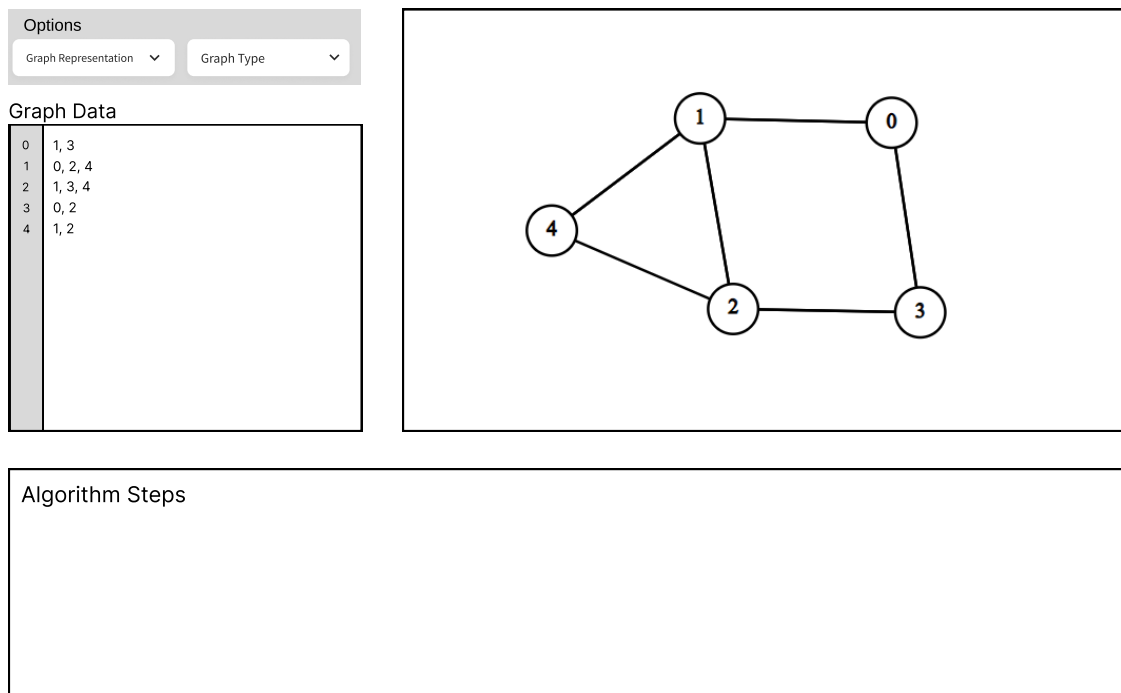 Options
Graph Representation Graph Type
Graph Data
0 1, 3
1 0, 2, 4
2 1, 3, 4
3 0, 2
4 1, 2
1 0
4
2 3
Algorithm Steps